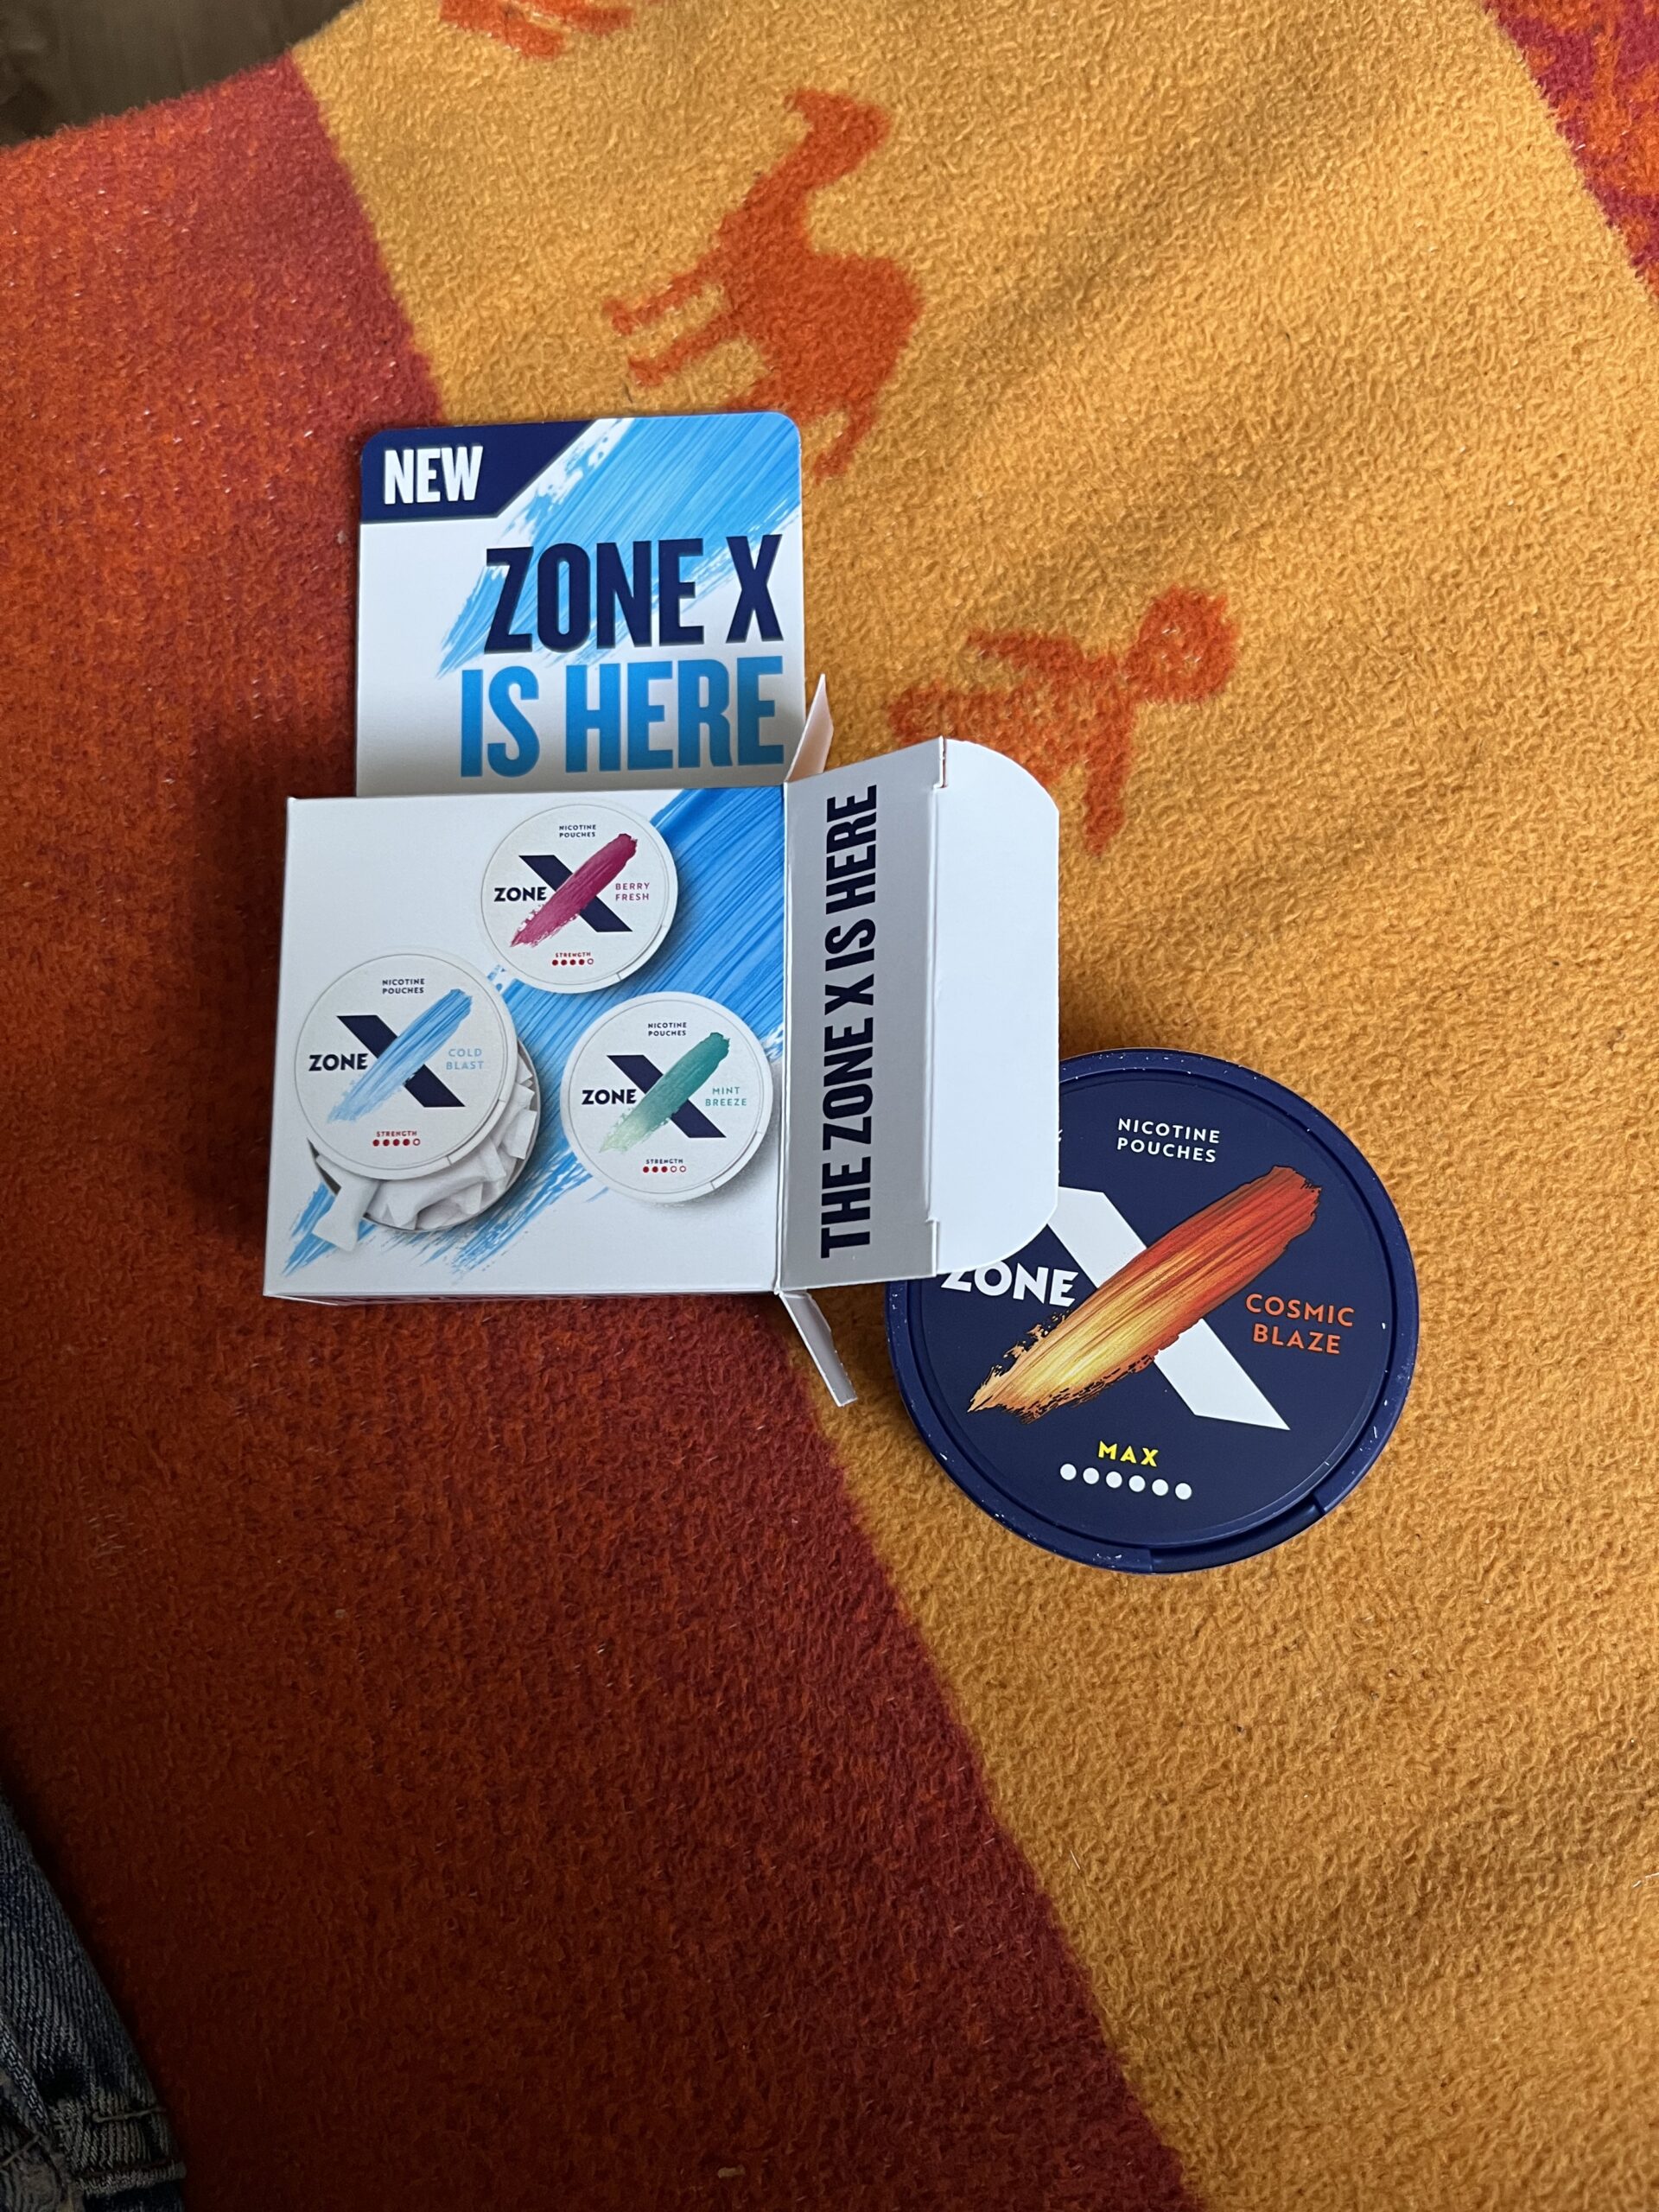 NEW
ZONE X
IS HERE
NICOTINE
POUCHES
ZONE X
BERRY
FRESH
STRENGTH
NICOTINE
POUCHES
ZONE X
COLD
BLAST
STRENGTH
NICOTINE
POUCHES
ZONE X
MINT
BREEZE
STRENGTH
THE ZONE X IS HERE
NICOTINE
POUCHES
ZONE X
COSMIC
BLAZE
MAX